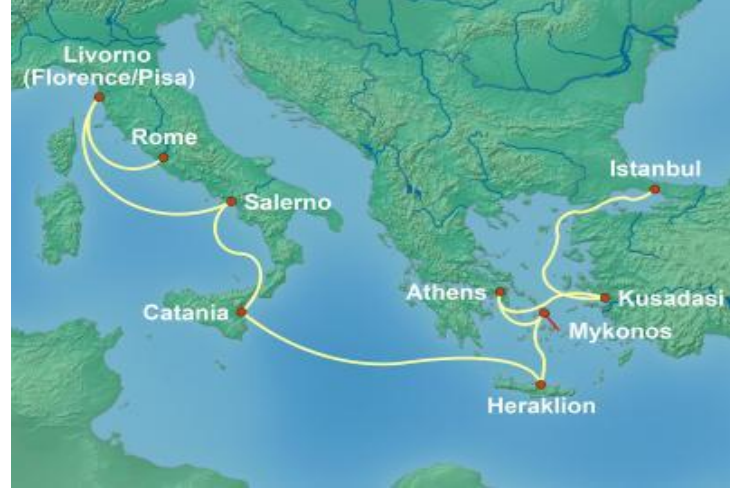 Livorno
(Florence/Pisa)
Rome
Istanbul
Salerno
Athens
Kusadasi
Catania
Mykonos
Heraklion